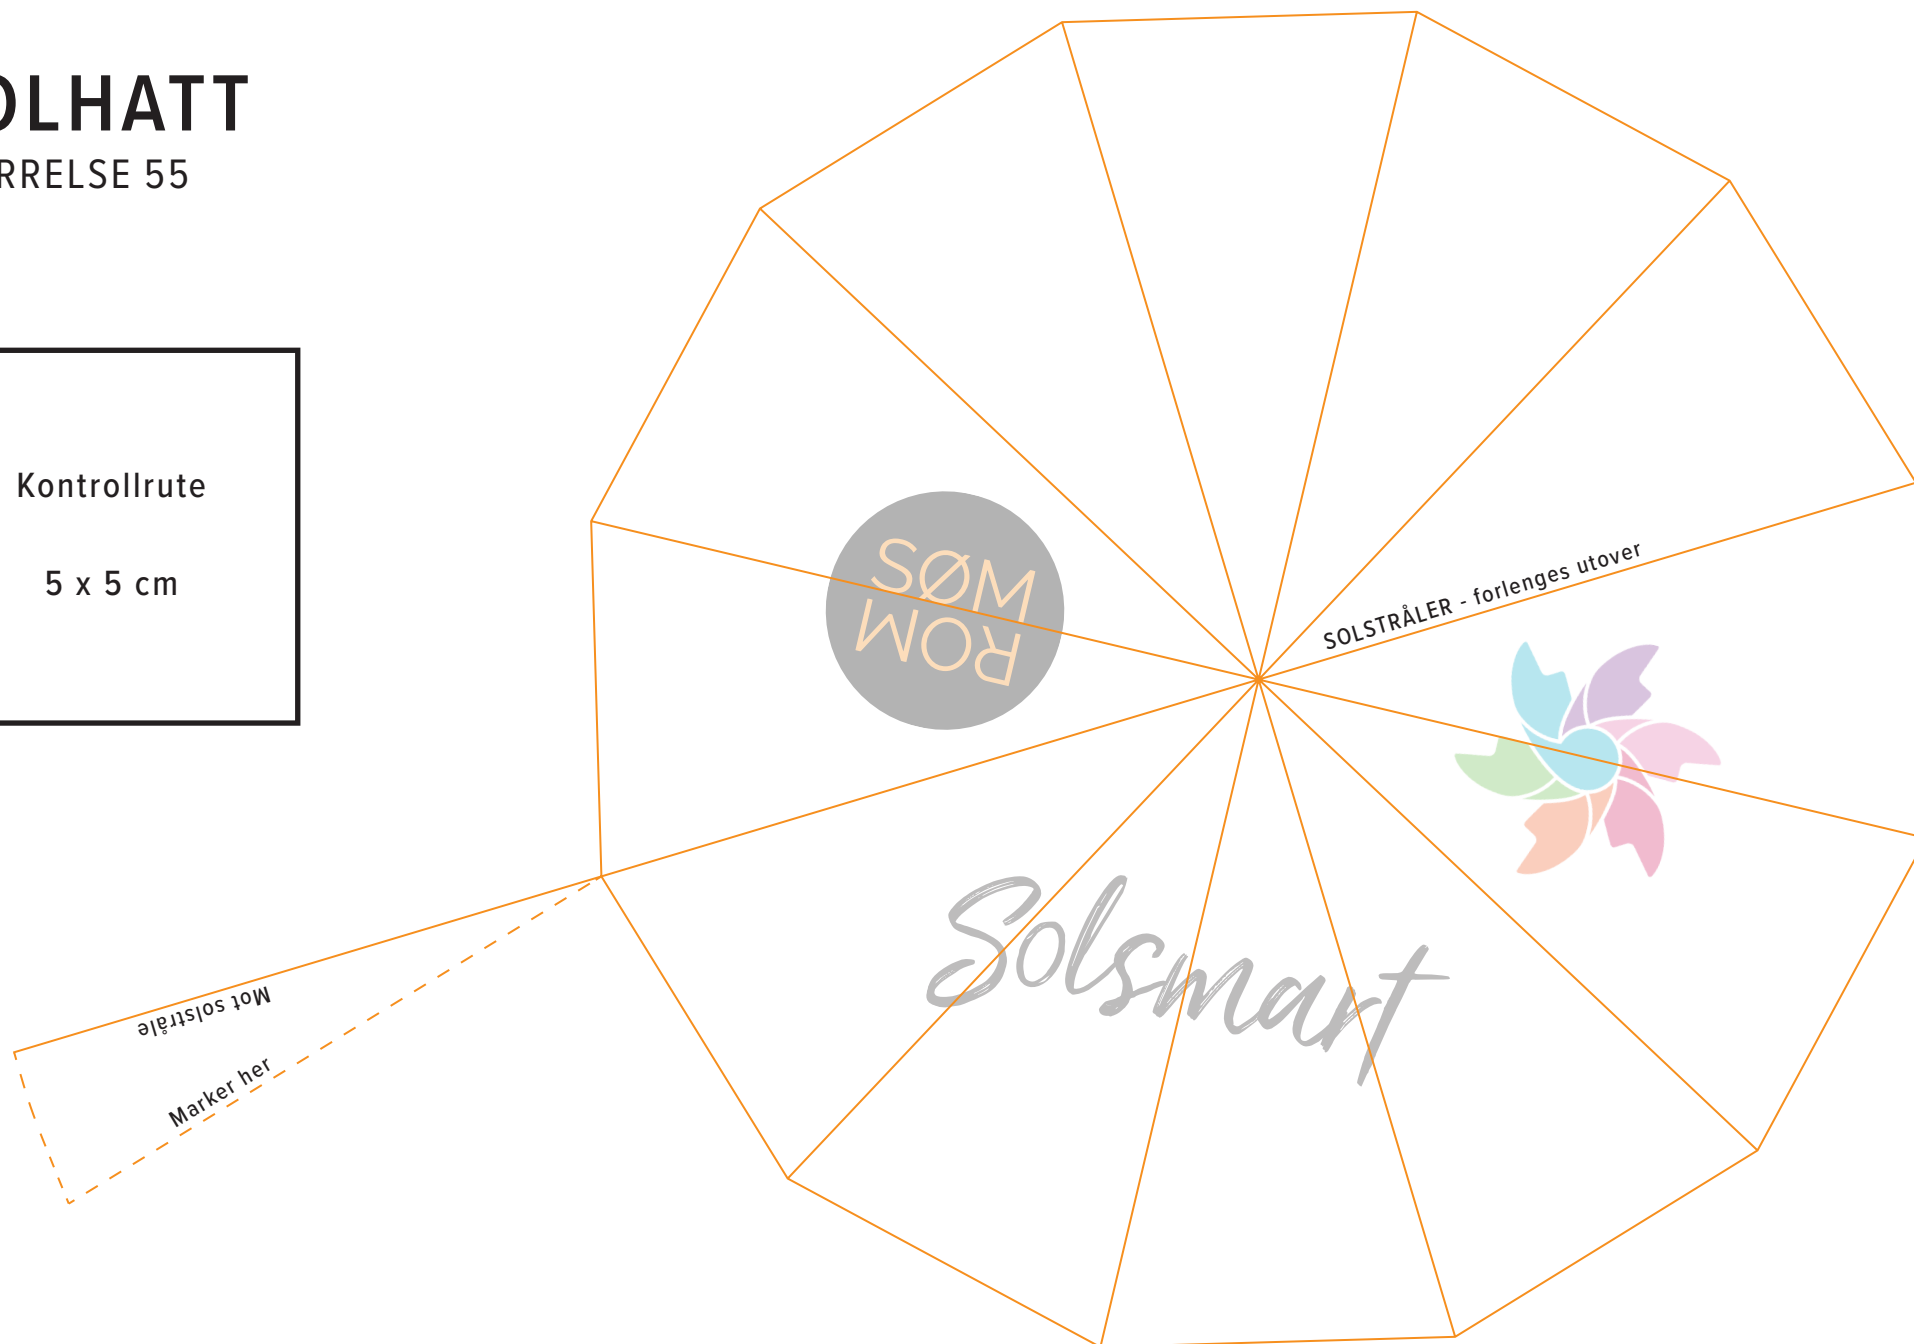 OLHATT
RRELSE 55
Kontrollrute
5 x 5 cm
SØM
ROM
SOLSTRÅLER - forlenges utover
Solsmart
Mot solstråle
Marker her